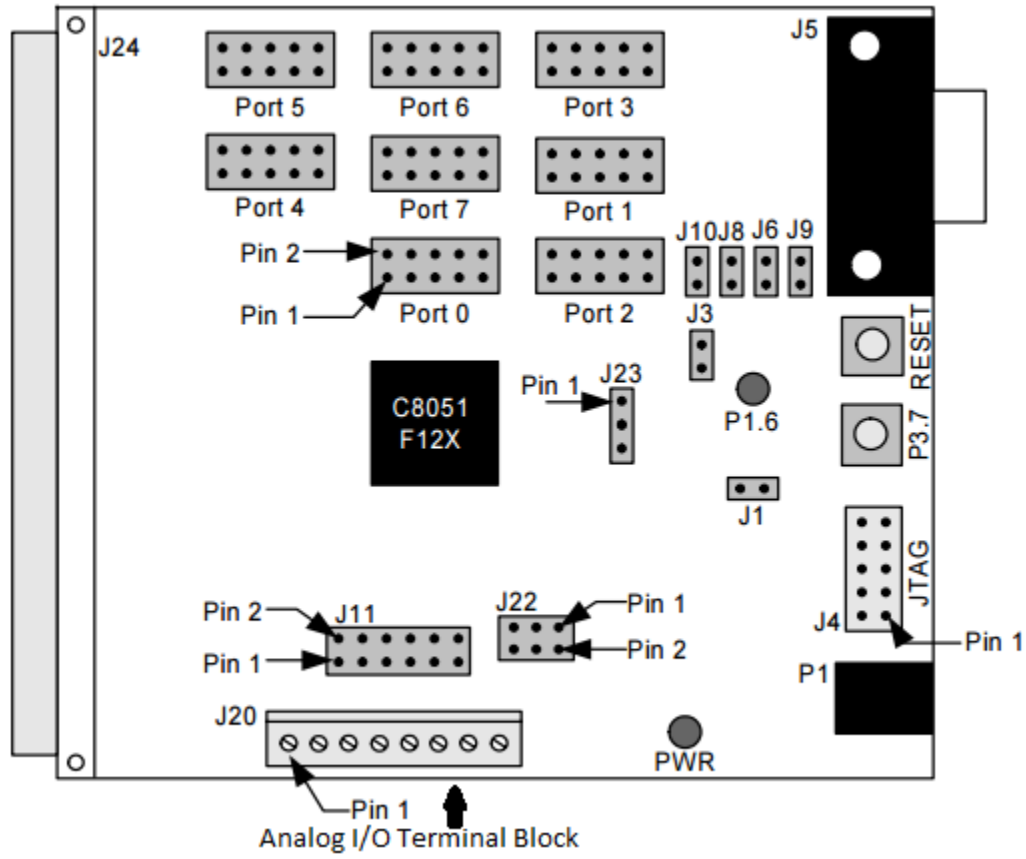 J24
J5
Port 5
Port 6
Port 3
Port 4
Port 7
Port 1
J10
J8
J6
J9
Pin 2
Pin 1
Port 0
Port 2
J3
RESET
Pin 1
J23
P1.6
P3.7
C8051
F12X
J1
JTAG
J4
Pin 1
Pin 2
J11
Pin 1
J22
Pin 1
Pin 2
P1
J20
PWR
Pin 1
Analog I/O Terminal Block